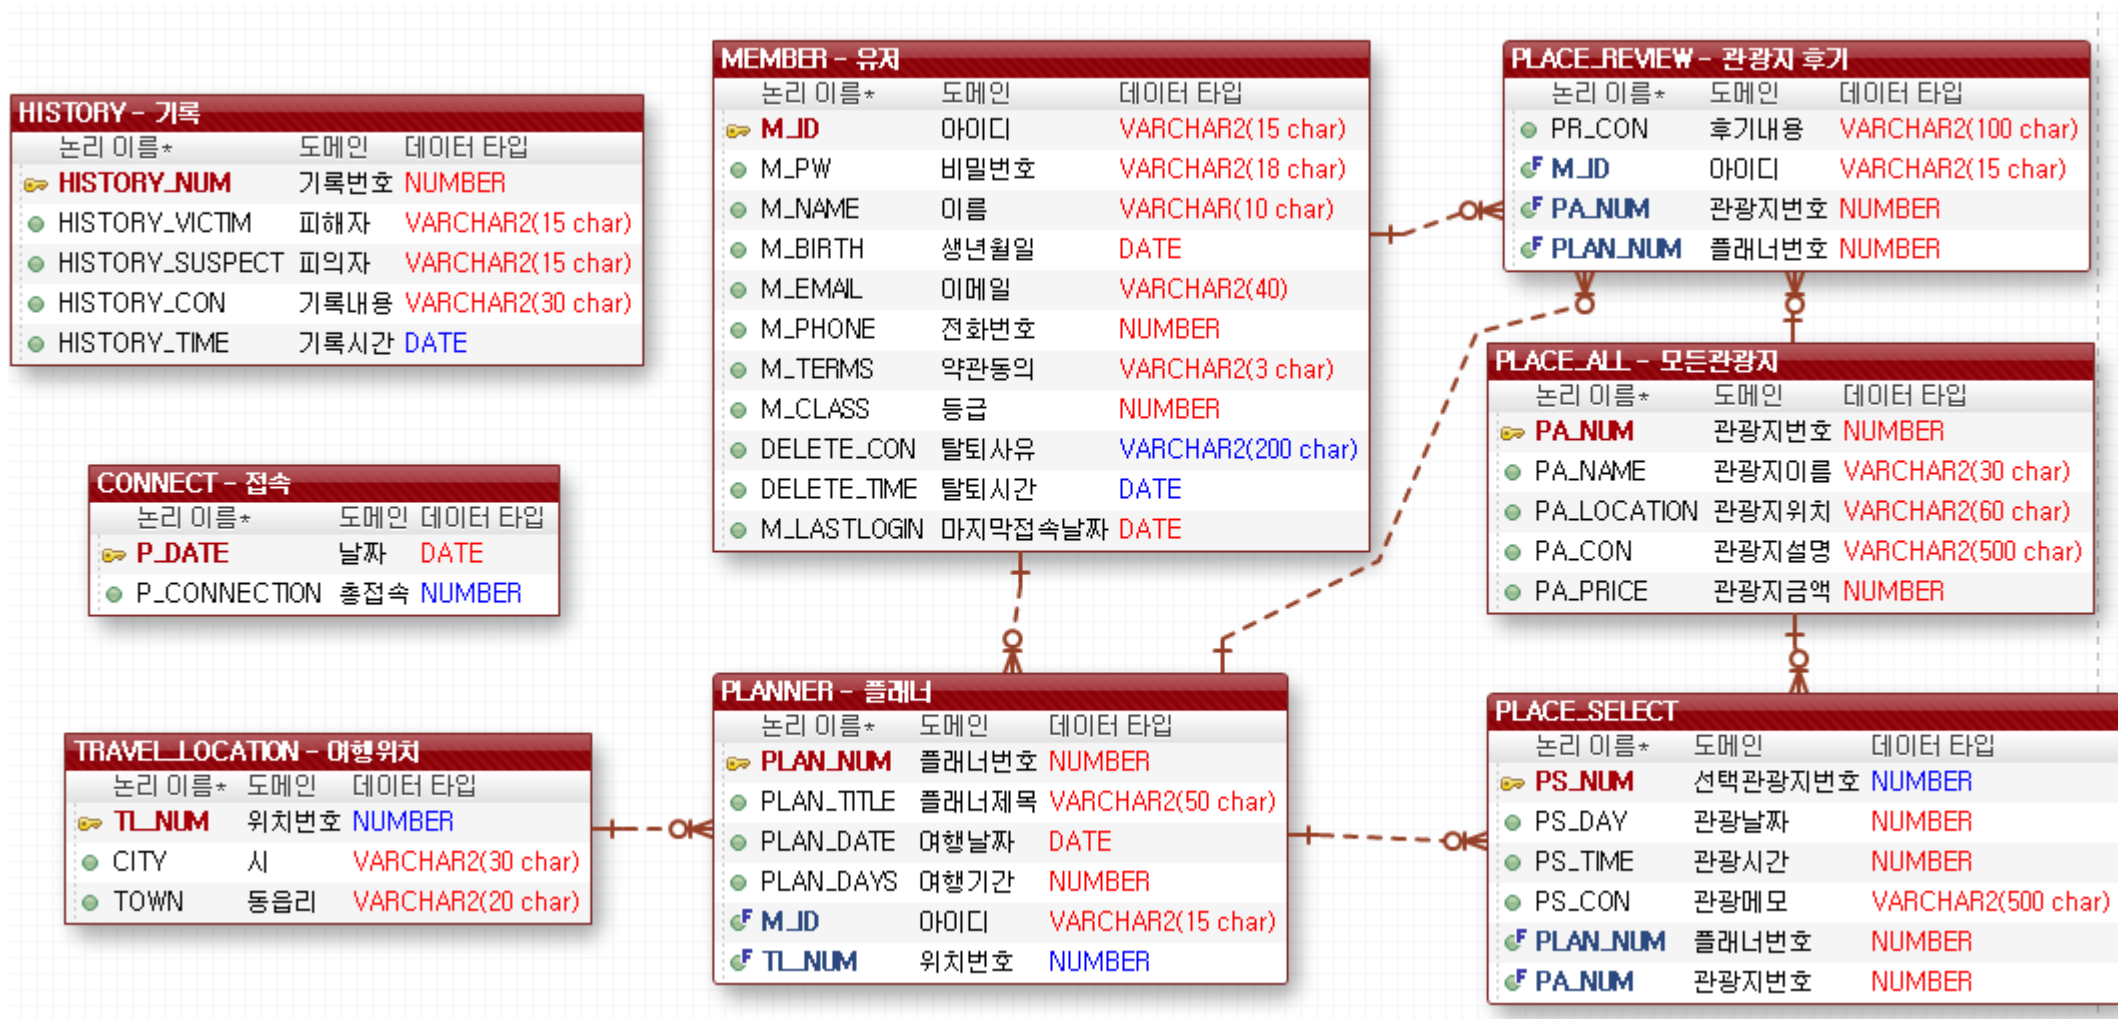 HISTORY - 기록
논리 이름* 도메인 데이터 타입
HISTORY_NUM 기록번호 NUMBER
HISTORY_VICTIM 피해자 VARCHAR2(15 char)
HISTORY_SUSPECT 피의자 VARCHAR2(15 char)
HISTORY_CON 기록내용 VARCHAR2(30 char)
HISTORY_TIME 기록시간 DATE
CONNECT - 접속
논리 이름* 도메인 데이터 타입
P_DATE 날짜 DATE
P_CONNECTION 총접속 NUMBER
TRAVEL_LOCATION - 여행위치
논리 이름* 도메인 데이터 타입
TL_NUM 위치번호 NUMBER
CITY 시 VARCHAR2(30 char)
TOWN 동읍리 VARCHAR2(20 char)
MEMBER - 유저
논리 이름* 도메인 데이터 타입
M_ID 아이디 VARCHAR2(15 char)
M_PW 비밀번호 VARCHAR2(18 char)
M_NAME 이름 VARCHAR(10 char)
M_BIRTH 생년월일 DATE
M_EMAIL 이메일 VARCHAR2(40)
M_PHONE 전화번호 NUMBER
M_TERMS 약관동의 VARCHAR2(3 char)
M_CLASS 등급 NUMBER
DELETE_CON 탈퇴사유 VARCHAR2(200 char)
DELETE_TIME 탈퇴시간 DATE
M_LASTLOGIN 마지막접속날짜 DATE
PLANNER - 플래너
논리 이름* 도메인 데이터 타입
PLAN_NUM 플래너번호 NUMBER
PLAN_TITLE 플래너제목 VARCHAR2(50 char)
PLAN_DATE 여행날짜 DATE
PLAN_DAYS 여행기간 NUMBER
M_ID 아이디 VARCHAR2(15 char)
TL_NUM 위치번호 NUMBER
PLACE_REVIEW - 관광지 후기
논리 이름* 도메인 데이터 타입
PR_CON 후기내용 VARCHAR2(100 char)
M_ID 아이디 VARCHAR2(15 char)
PA_NUM 관광지번호 NUMBER
PLAN_NUM 플래너번호 NUMBER
PLACE_ALL - 모든관광지
논리 이름* 도메인 데이터 타입
PA_NUM 관광지번호 NUMBER
PA_NAME 관광지이름 VARCHAR2(30 char)
PA_LOCATION 관광지위치 VARCHAR2(60 char)
PA_CON 관광지설명 VARCHAR2(500 char)
PA_PRICE 관광지금액 NUMBER
PLACE_SELECT
논리 이름* 도메인 데이터 타입
PS_NUM 선택관광지번호 NUMBER
PS_DAY 관광날짜 NUMBER
PS_TIME 관광시간 NUMBER
PS_CON 관광메모 VARCHAR2(500 char)
PLAN_NUM 플래너번호 NUMBER
PA_NUM 관광지번호 NUMBER